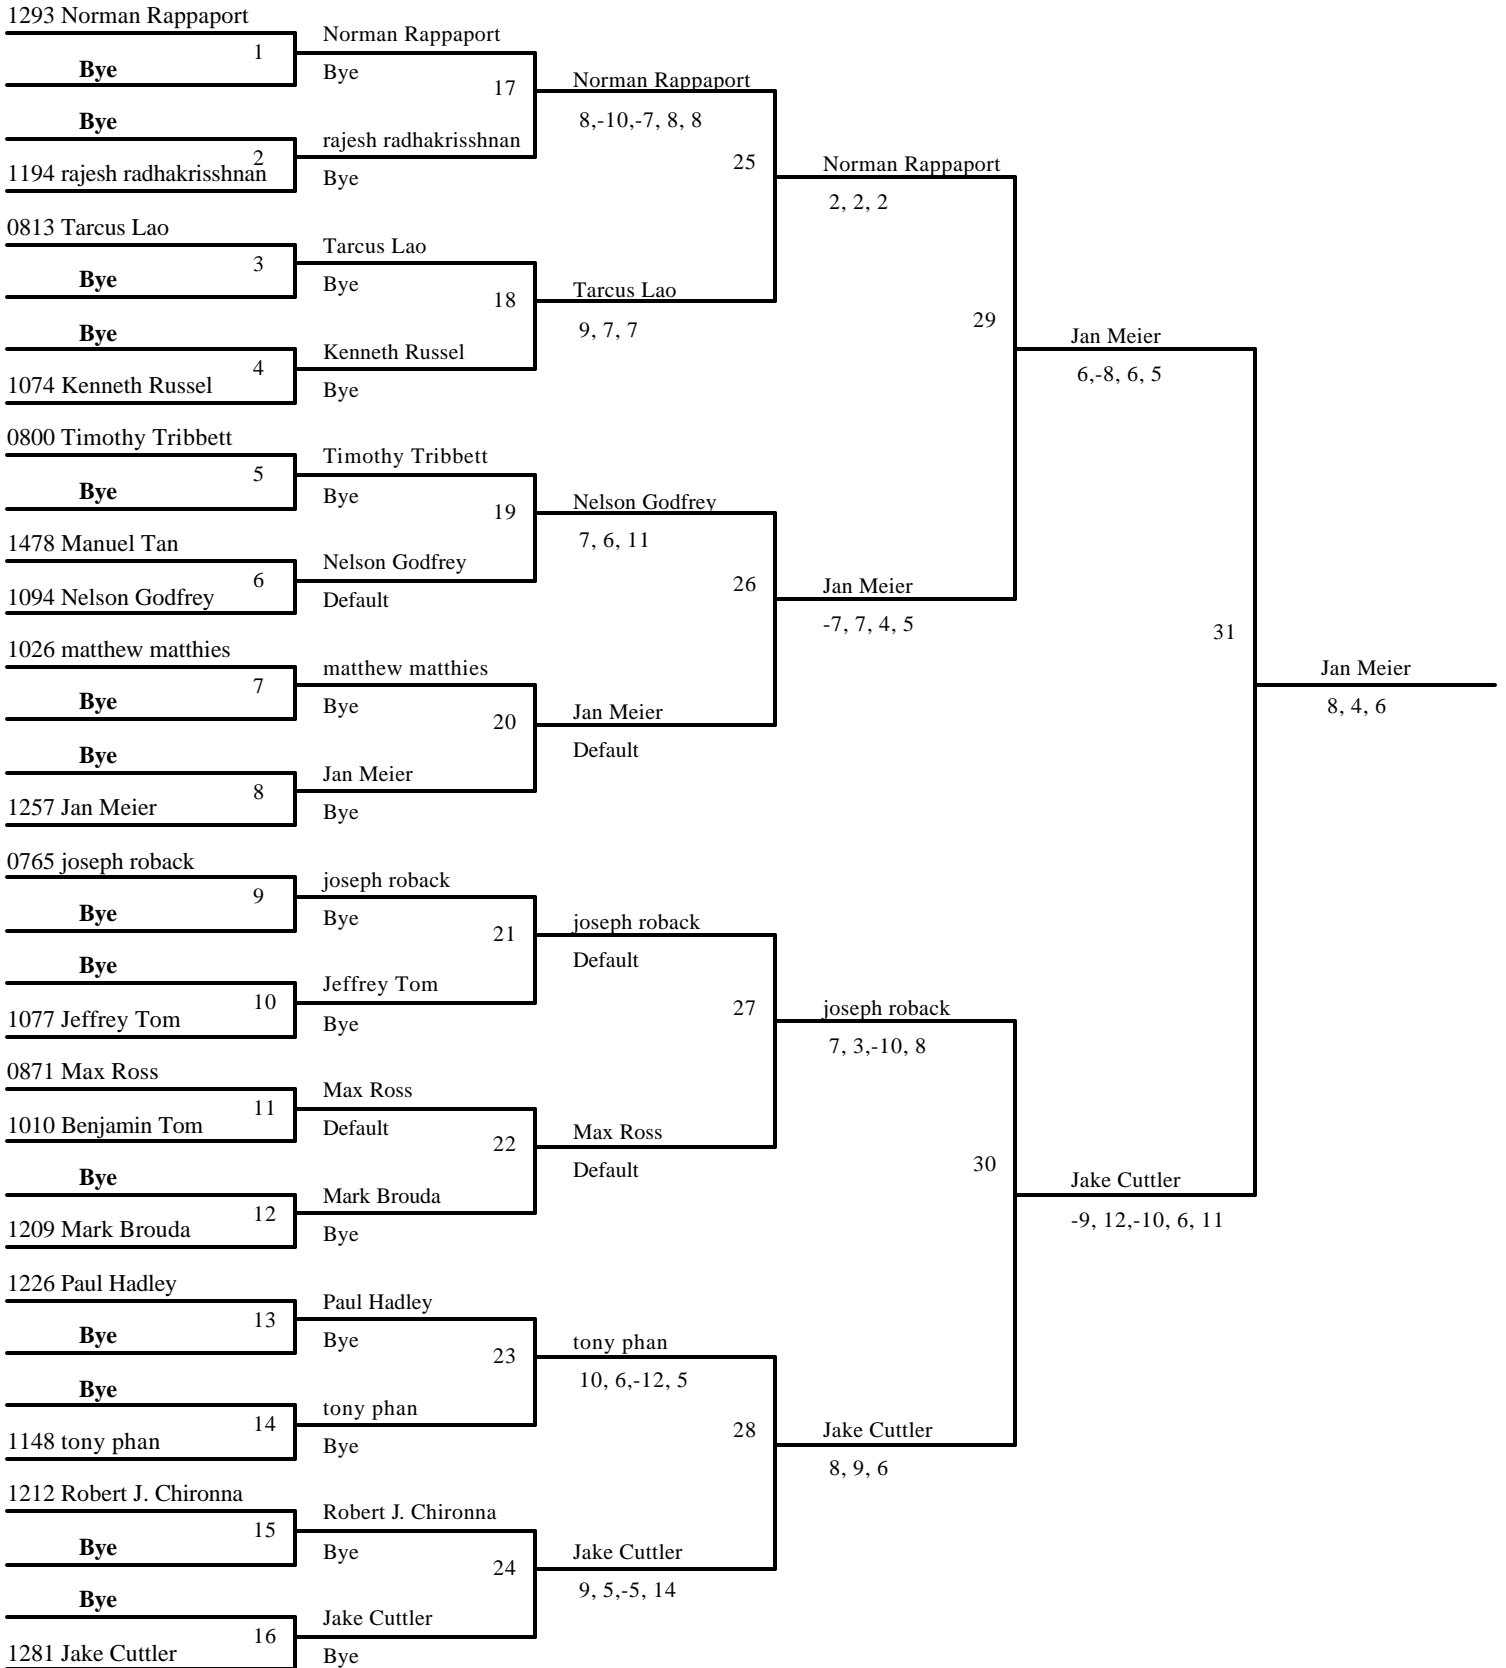 1293 Norman Rappaport
1
Bye
Bye
2
1194 rajesh radhakrisshnan
0813 Tarcus Lao
3
Bye
Bye
4
1074 Kenneth Russel
0800 Timothy Tribbett
5
Bye
1478 Manuel Tan
6
1094 Nelson Godfrey
1026 matthew matthies
7
Bye
Bye
8
1257 Jan Meier
0765 joseph roback
9
Bye
Bye
10
1077 Jeffrey Tom
0871 Max Ross
11
1010 Benjamin Tom
Bye
12
1209 Mark Brouda
1226 Paul Hadley
13
Bye
Bye
14
1148 tony phan
1212 Robert J. Chironna
15
Bye
Bye
16
1281 Jake Cuttler
Norman Rappaport
Bye
17
rajesh radhakrisshnan
Bye
Tarcus Lao
Bye
18
Kenneth Russel
Bye
Timothy Tribbett
Bye
19
Nelson Godfrey
Default
matthew matthies
Bye
20
Jan Meier
Bye
joseph roback
Bye
21
Jeffrey Tom
Bye
Max Ross
Default
22
Mark Brouda
Bye
Paul Hadley
Bye
23
tony phan
Bye
Robert J. Chironna
Bye
24
Jake Cuttler
Bye
Norman Rappaport
8,-10,-7, 8, 8
25
Tarcus Lao
9, 7, 7
Nelson Godfrey
7, 6, 11
26
Jan Meier
Default
joseph roback
Default
27
Max Ross
Default
tony phan
10, 6,-12, 5
28
Jake Cuttler
9, 5,-5, 14
Norman Rappaport
2, 2, 2
29
Jan Meier
-7, 7, 4, 5
joseph roback
7, 3,-10, 8
30
Jake Cuttler
8, 9, 6
Jan Meier
6,-8, 6, 5
31
Jake Cuttler
-9, 12,-10, 6, 11
Jan Meier
8, 4, 6